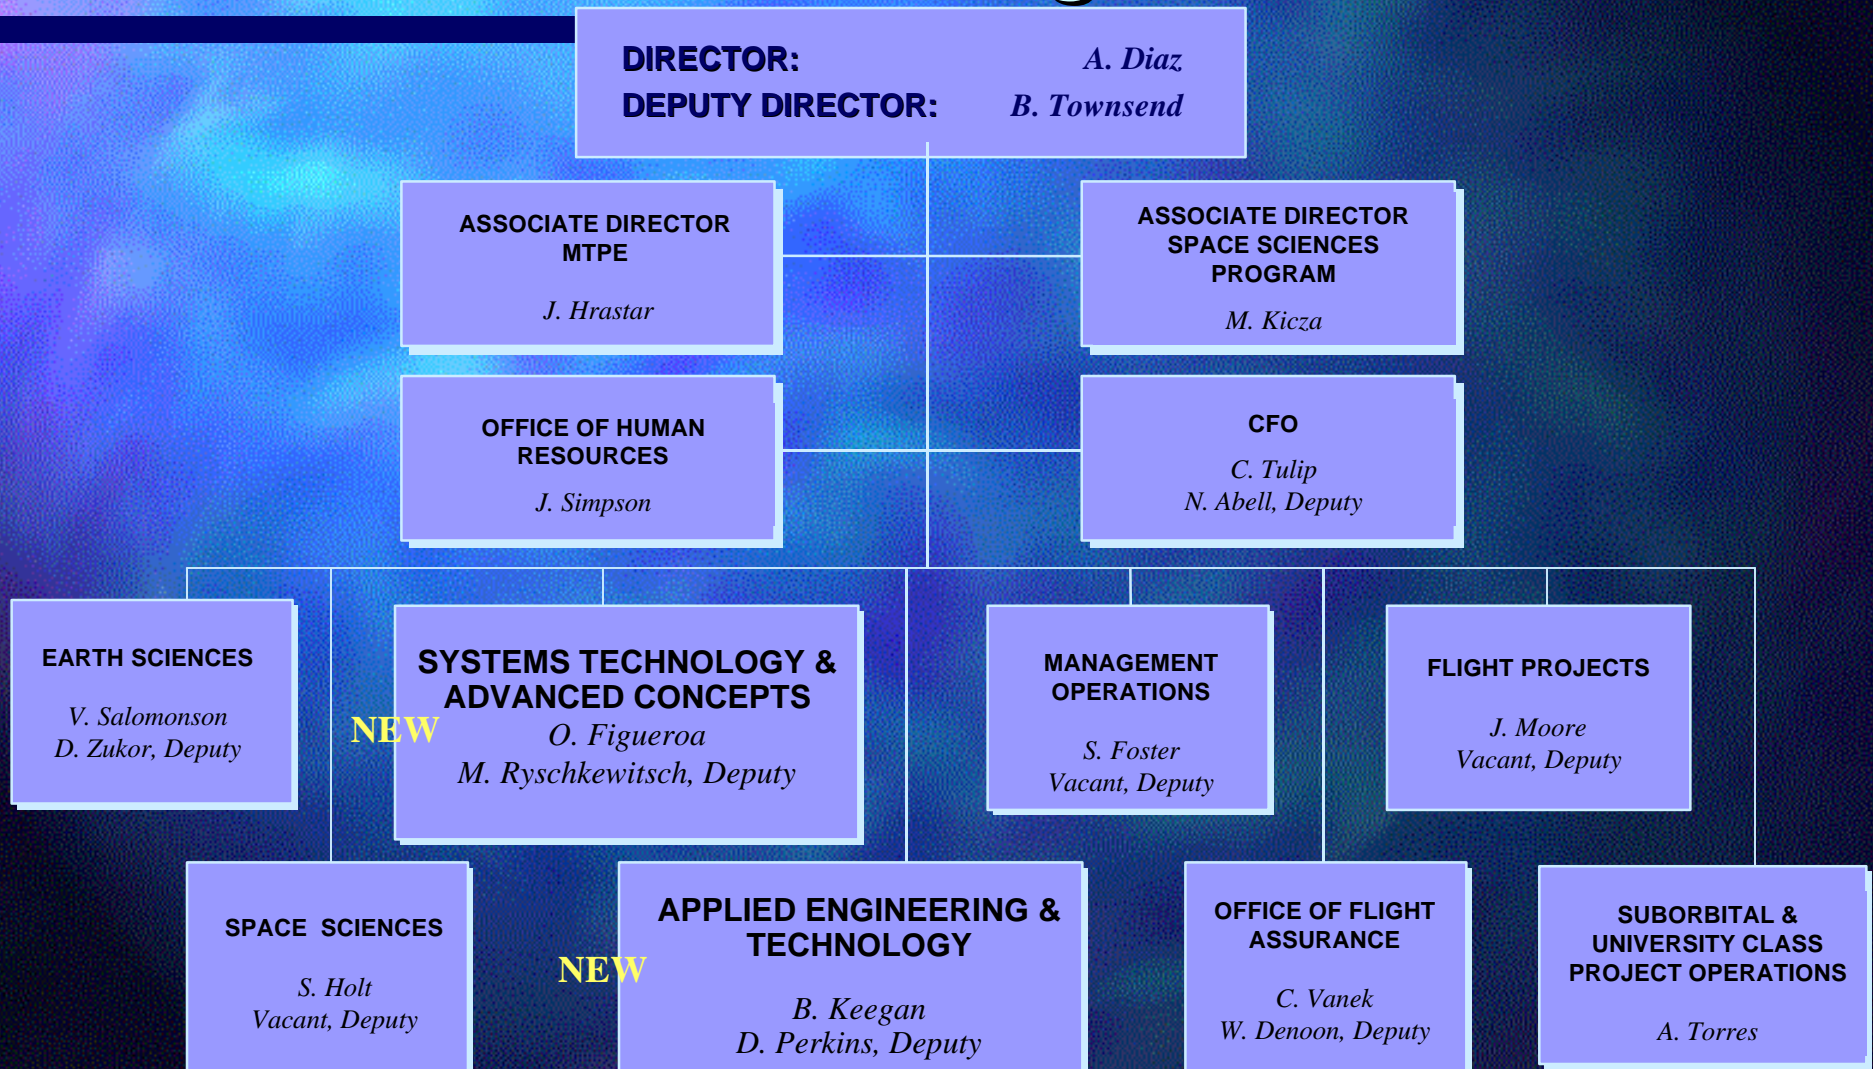 DIRECTOR: A. Diaz
DEPUTY DIRECTOR: B. Townsend
ASSOCIATE DIRECTOR
MTPE
J. Hrastar
ASSOCIATE DIRECTOR
SPACE SCIENCES
PROGRAM
M. Kicza
OFFICE OF HUMAN
RESOURCES
J. Simpson
CFO
C. Tulip
N. Abell, Deputy
EARTH SCIENCES
V. Salomonson
D. Zukor, Deputy
NEW
SYSTEMS TECHNOLOGY &
ADVANCED CONCEPTS
O. Figueroa
M. Ryschkewitsch, Deputy
MANAGEMENT
OPERATIONS
S. Foster
Vacant, Deputy
FLIGHT PROJECTS
J. Moore
Vacant, Deputy
SPACE SCIENCES
S. Holt
Vacant, Deputy
NEW
APPLIED ENGINEERING &
TECHNOLOGY
B. Keegan
D. Perkins, Deputy
OFFICE OF FLIGHT
ASSURANCE
C. Vanek
W. Denoon, Deputy
SUBORBITAL &
UNIVERSITY CLASS
PROJECT OPERATIONS
A. Torres